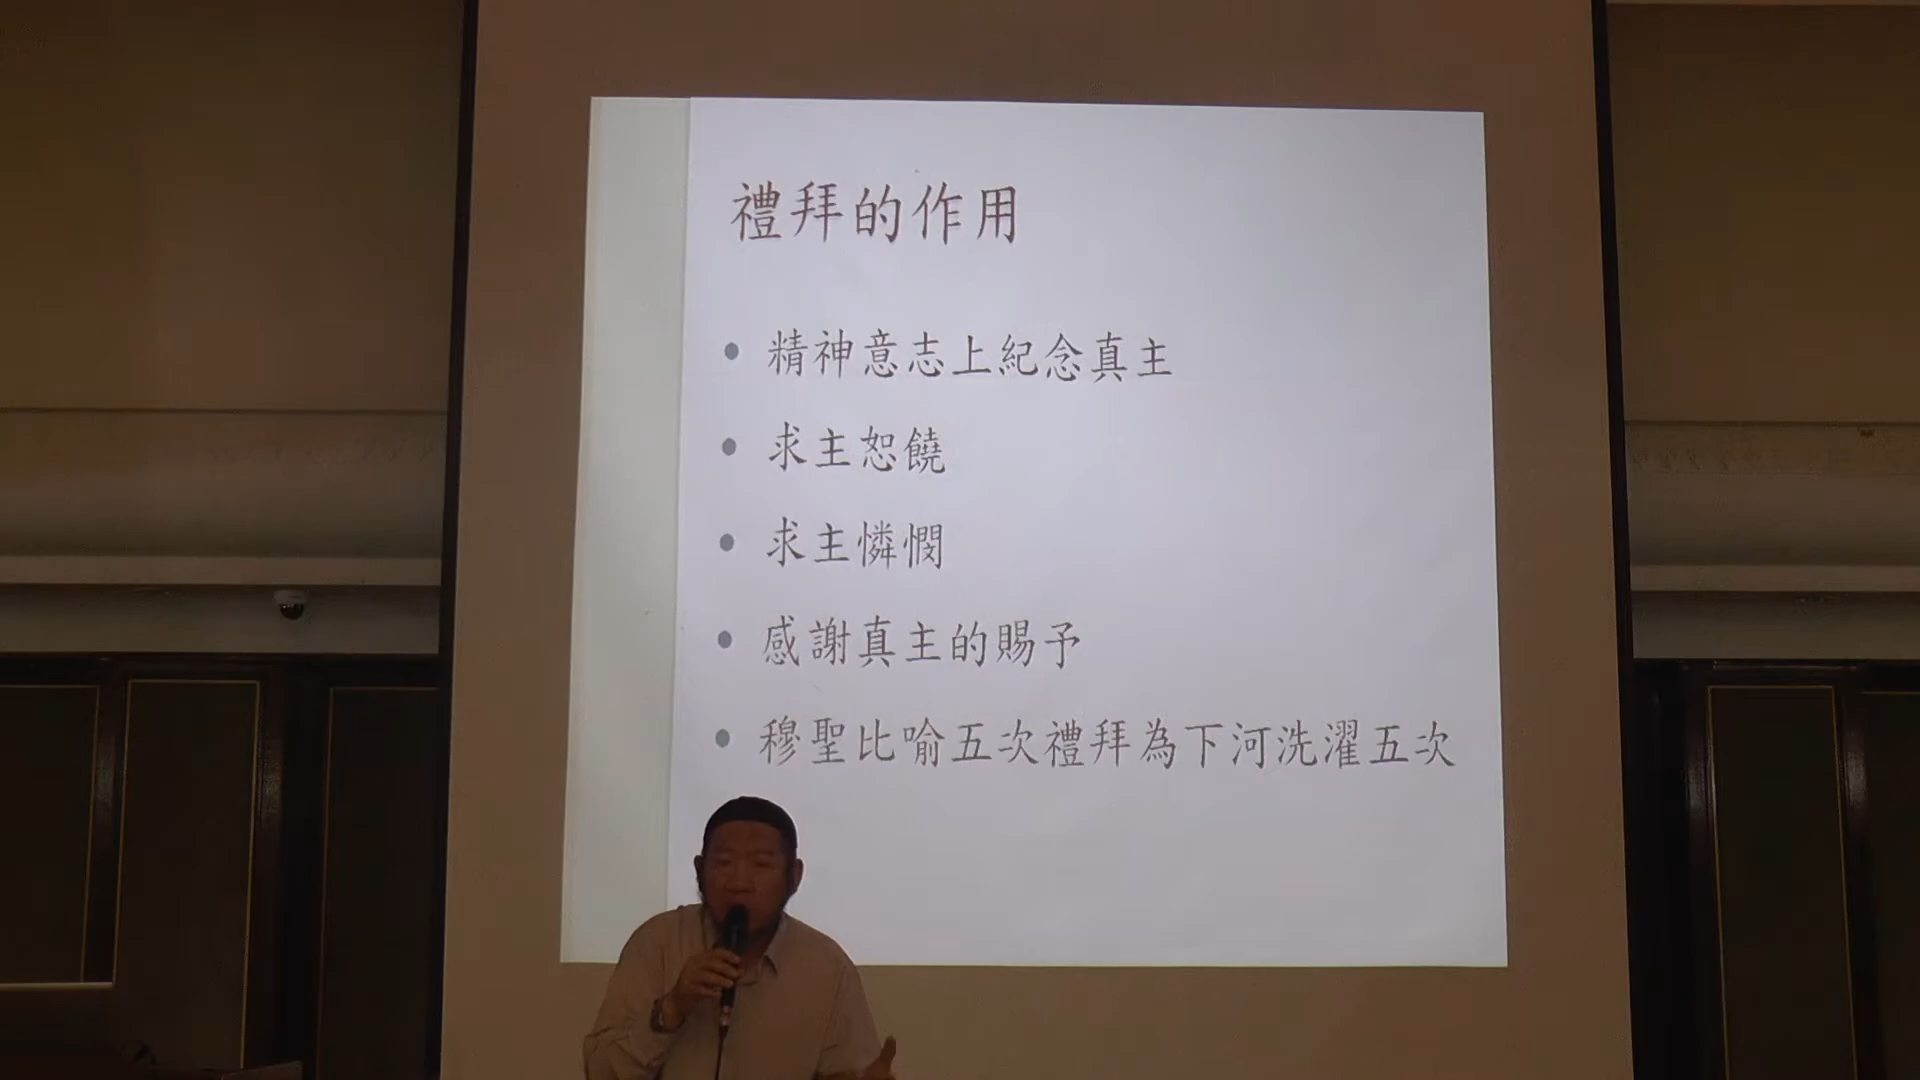 禮拜的作用
• 精神意志上紀念真主
• 求主恕饒
• 求主憐憫
• 感謝真主的賜予
• 穆聖比喻五次禮拜為下河洗濯五次